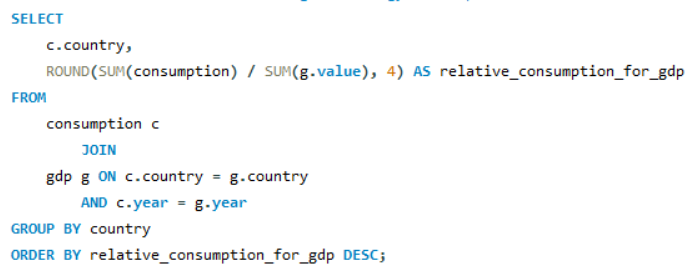 SELECT
    c.country,
    ROUND(SUM(consumption) / SUM(g.value), 4) AS relative_consumption_for_gdp
FROM
    consumption c
        JOIN
    gdp g ON c.country = g.country
        AND c.year = g.year
GROUP BY country
ORDER BY relative_consumption_for_gdp DESC;